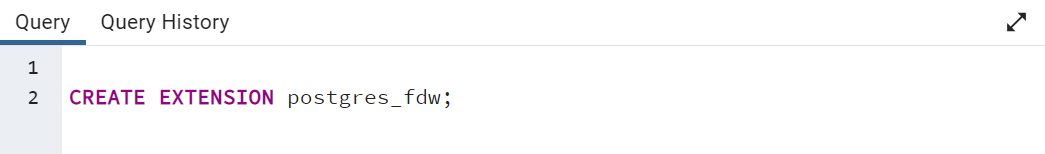 Query Query History
1
2 CREATE EXTENSION postgres_fdw;